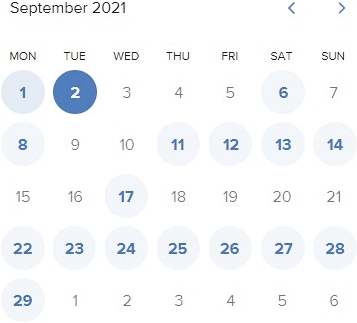 September 2021 < >
MON TUE WED THU FRI SAT SUN
1 2 3 4 5 6 7
8 9 10 11 12 13 14
15 16 17 18 19 20 21
22 23 24 25 26 27 28
29 1 2 3 4 5 6